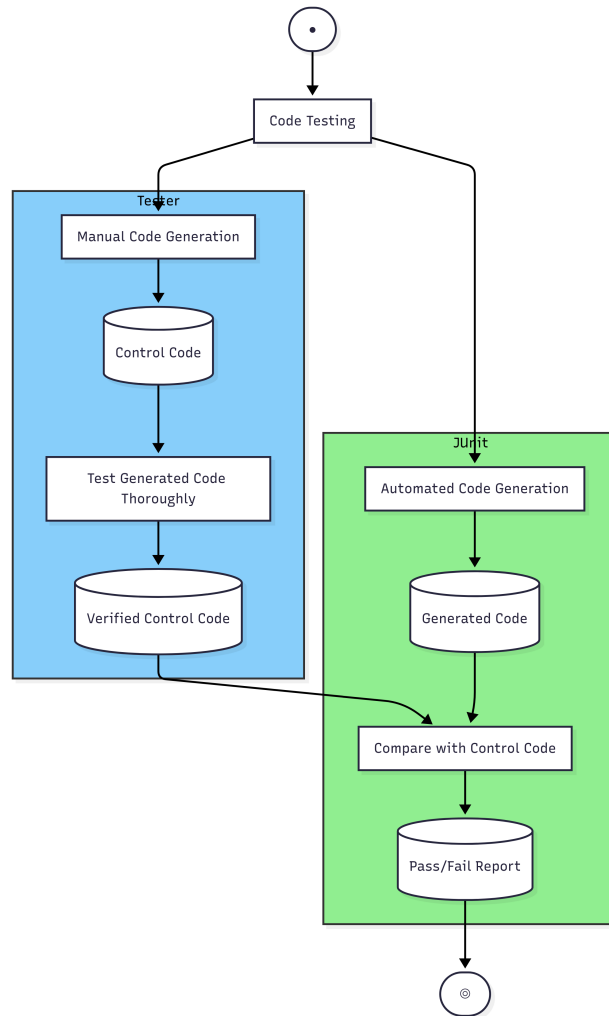 Code Testing
Tester
Manual Code Generation
Control Code
Test Generated Code
Thoroughly
Verified Control Code
JUnit
Automated Code Generation
Generated Code
Compare with Control Code
Pass/Fail Report